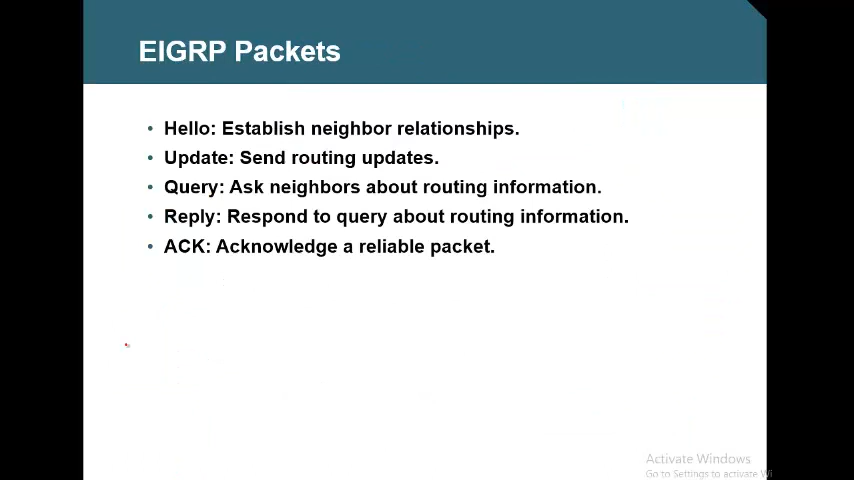 EIGRP Packets
• Hello: Establish neighbor relationships.
• Update: Send routing updates.
• Query: Ask neighbors about routing information.
• Reply: Respond to query about routing information.
• ACK: Acknowledge a reliable packet.
Activate Windows
Go to Settings to activate Wi